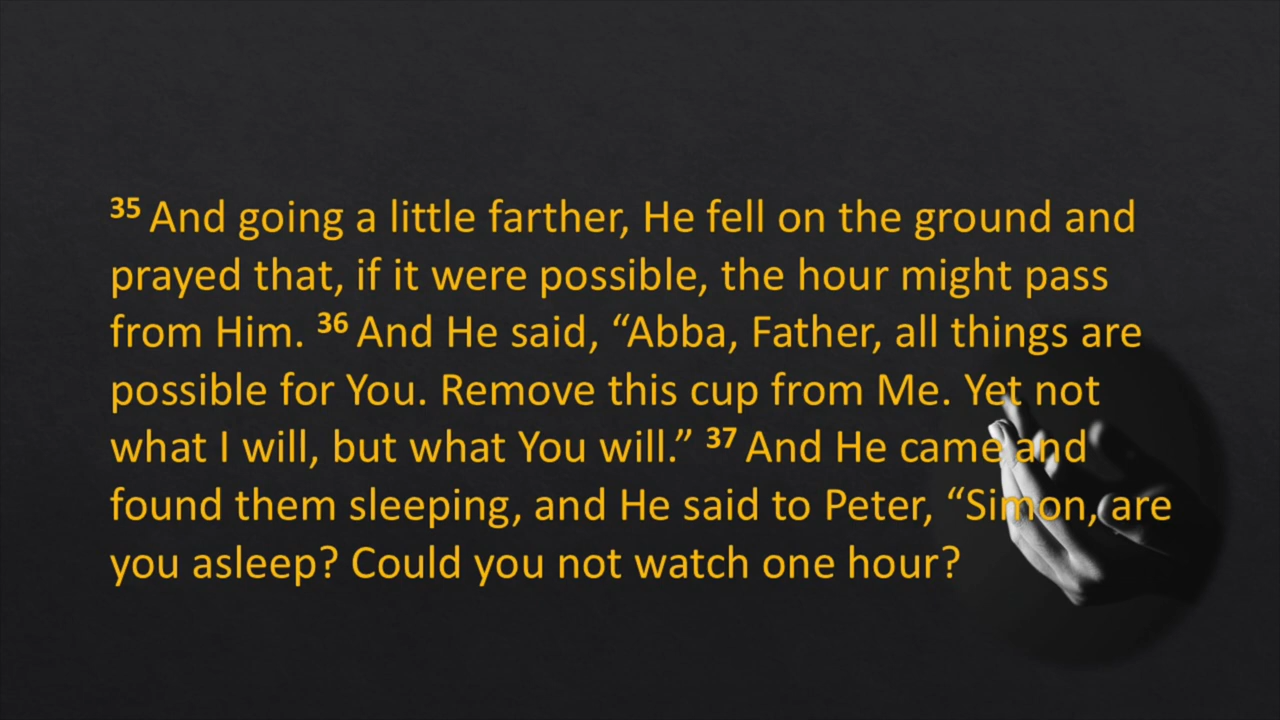 35 And going a little farther, He fell on the ground and
prayed that, if it were possible, the hour might pass
from Him. 36 And He said, “Abba, Father, all things are
possible for You. Remove this cup from Me. Yet not
what I will, but what You will.” 37 And He came and
found them sleeping, and He said to Peter, “Simon, are
you asleep? Could you not watch one hour?